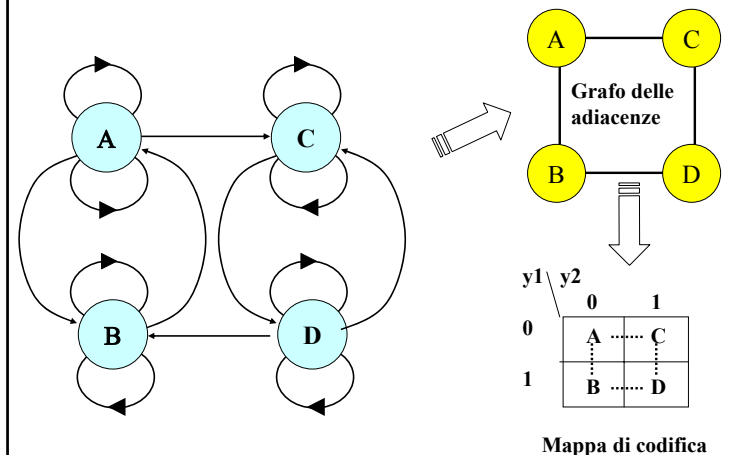 A
C
B
D
A
C
Grafo delle
adiacenze
B
D
y1 \ y2
0 1
0 A C
1 B D
Mappa di codifica